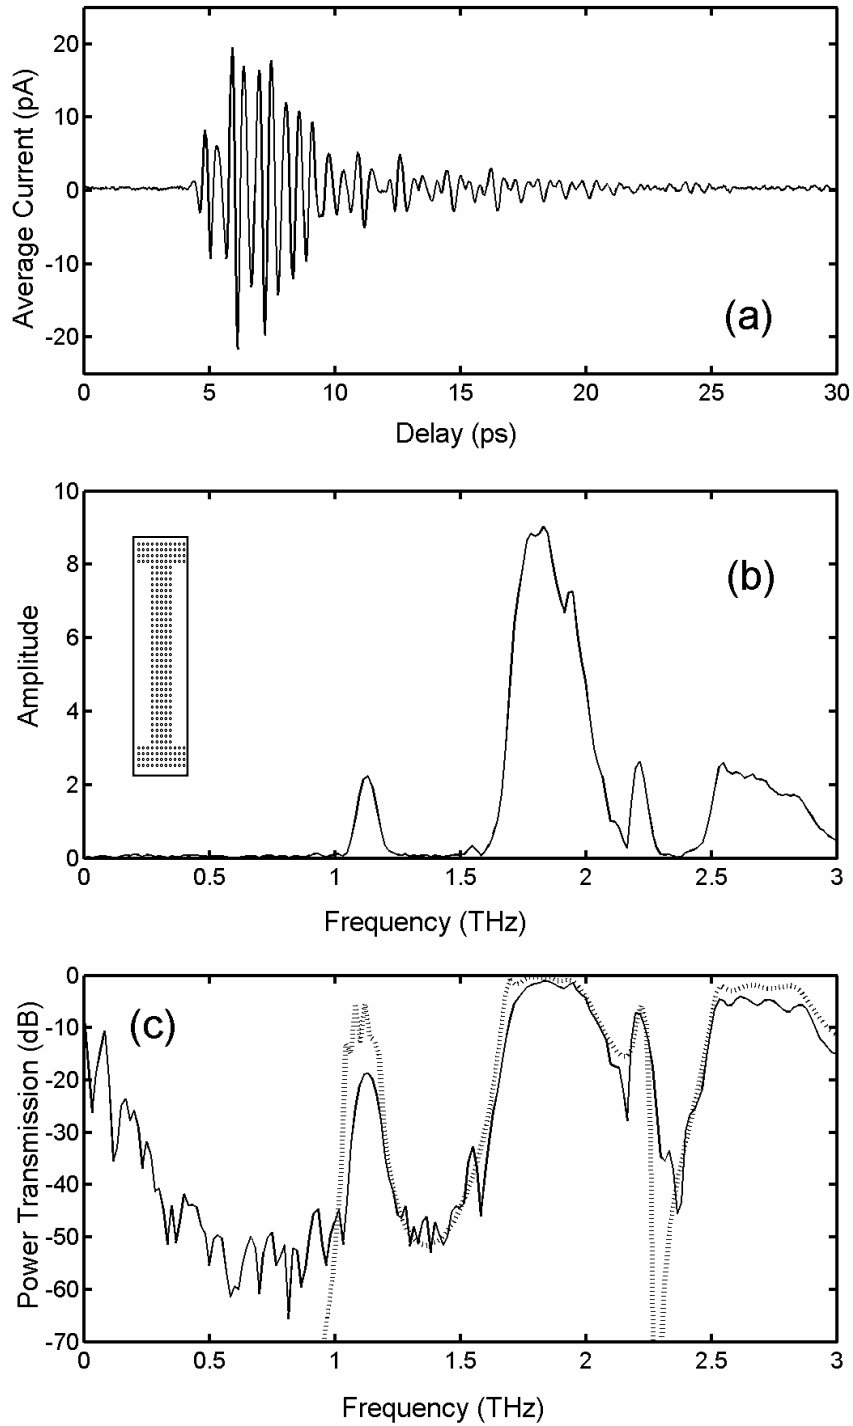 20
10
0
-10
-20
Average Current (pA)
(a)
0 5 10 15 20 25 30
Delay (ps)
10
8
6
4
2
0
Amplitude
(b)
0 0.5 1 1.5 2 2.5 3
Frequency (THz)
0
-10
-20
-30
-40
-50
-60
-70
Power Transmission (dB)
(c)
0 0.5 1 1.5 2 2.5 3
Frequency (THz)